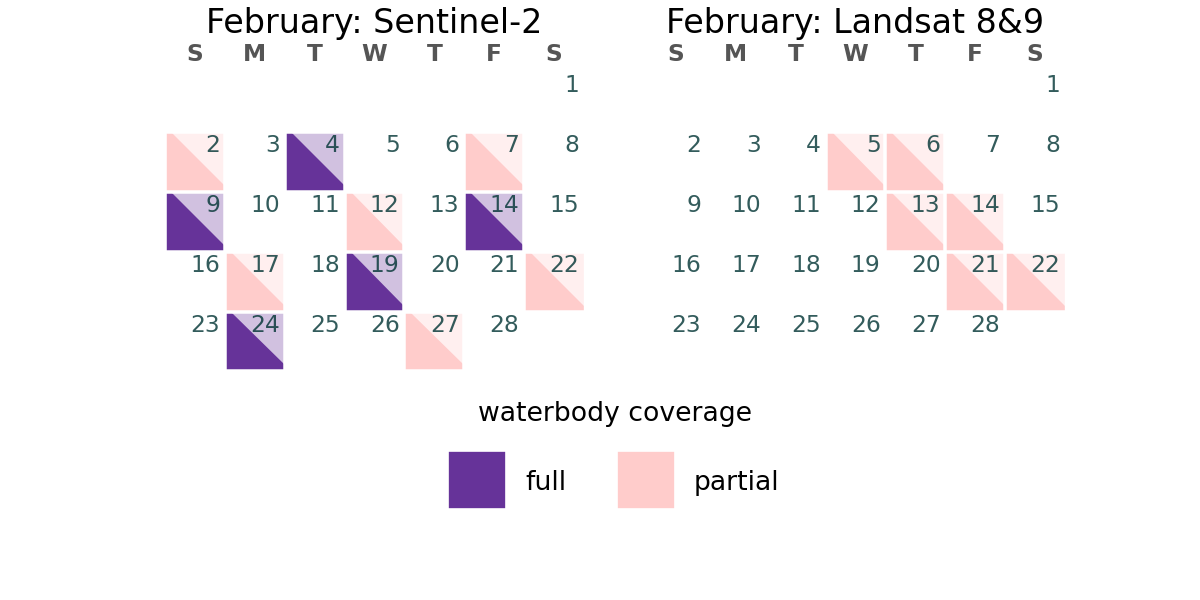 February: Sentinel-2
S M T W T F S
1
2 3 4 5 6 7 8
9 10 11 12 13 14 15
16 17 18 19 20 21 22
23 24 25 26 27 28
February: Landsat 8&9
S M T W T F S
1
2 3 4 5 6 7 8
9 10 11 12 13 14 15
16 17 18 19 20 21 22
23 24 25 26 27 28
waterbody coverage
full partial